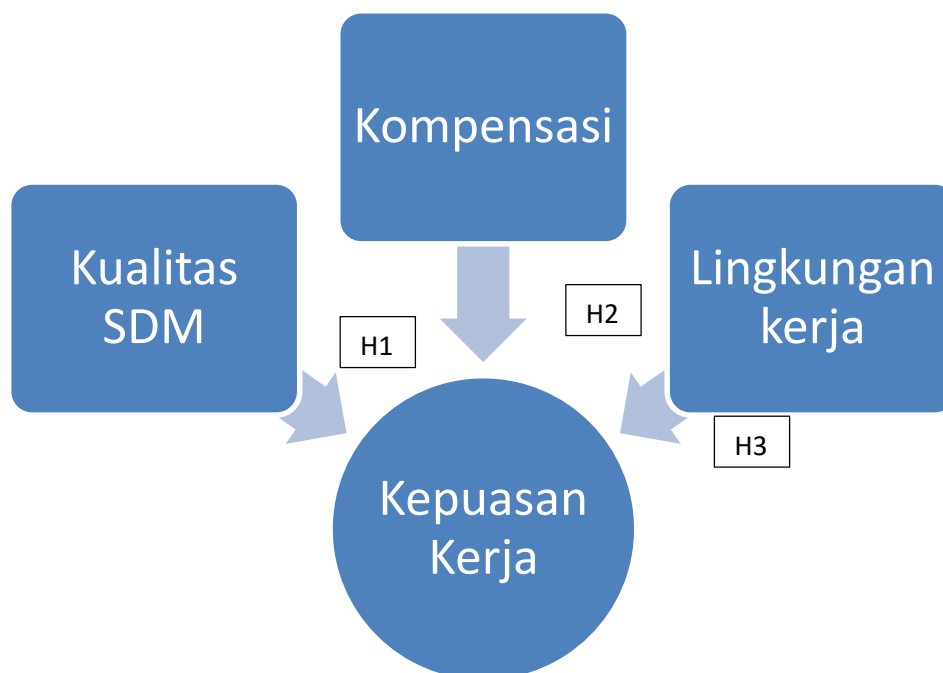 Kompensasi
Kualitas
SDM
Lingkungan
kerja
H1
H2
H3
Kepuasan
Kerja